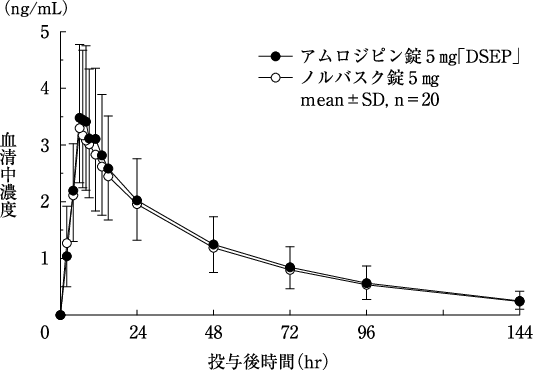 (ng/mL)
5
4
3
2
1
0
アムロジピン錠5㎎「DSEP」
ノルバスク錠5㎎
mean±SD, n=20
血清中濃度
24
48
72
96
144
投与後時間(hr)